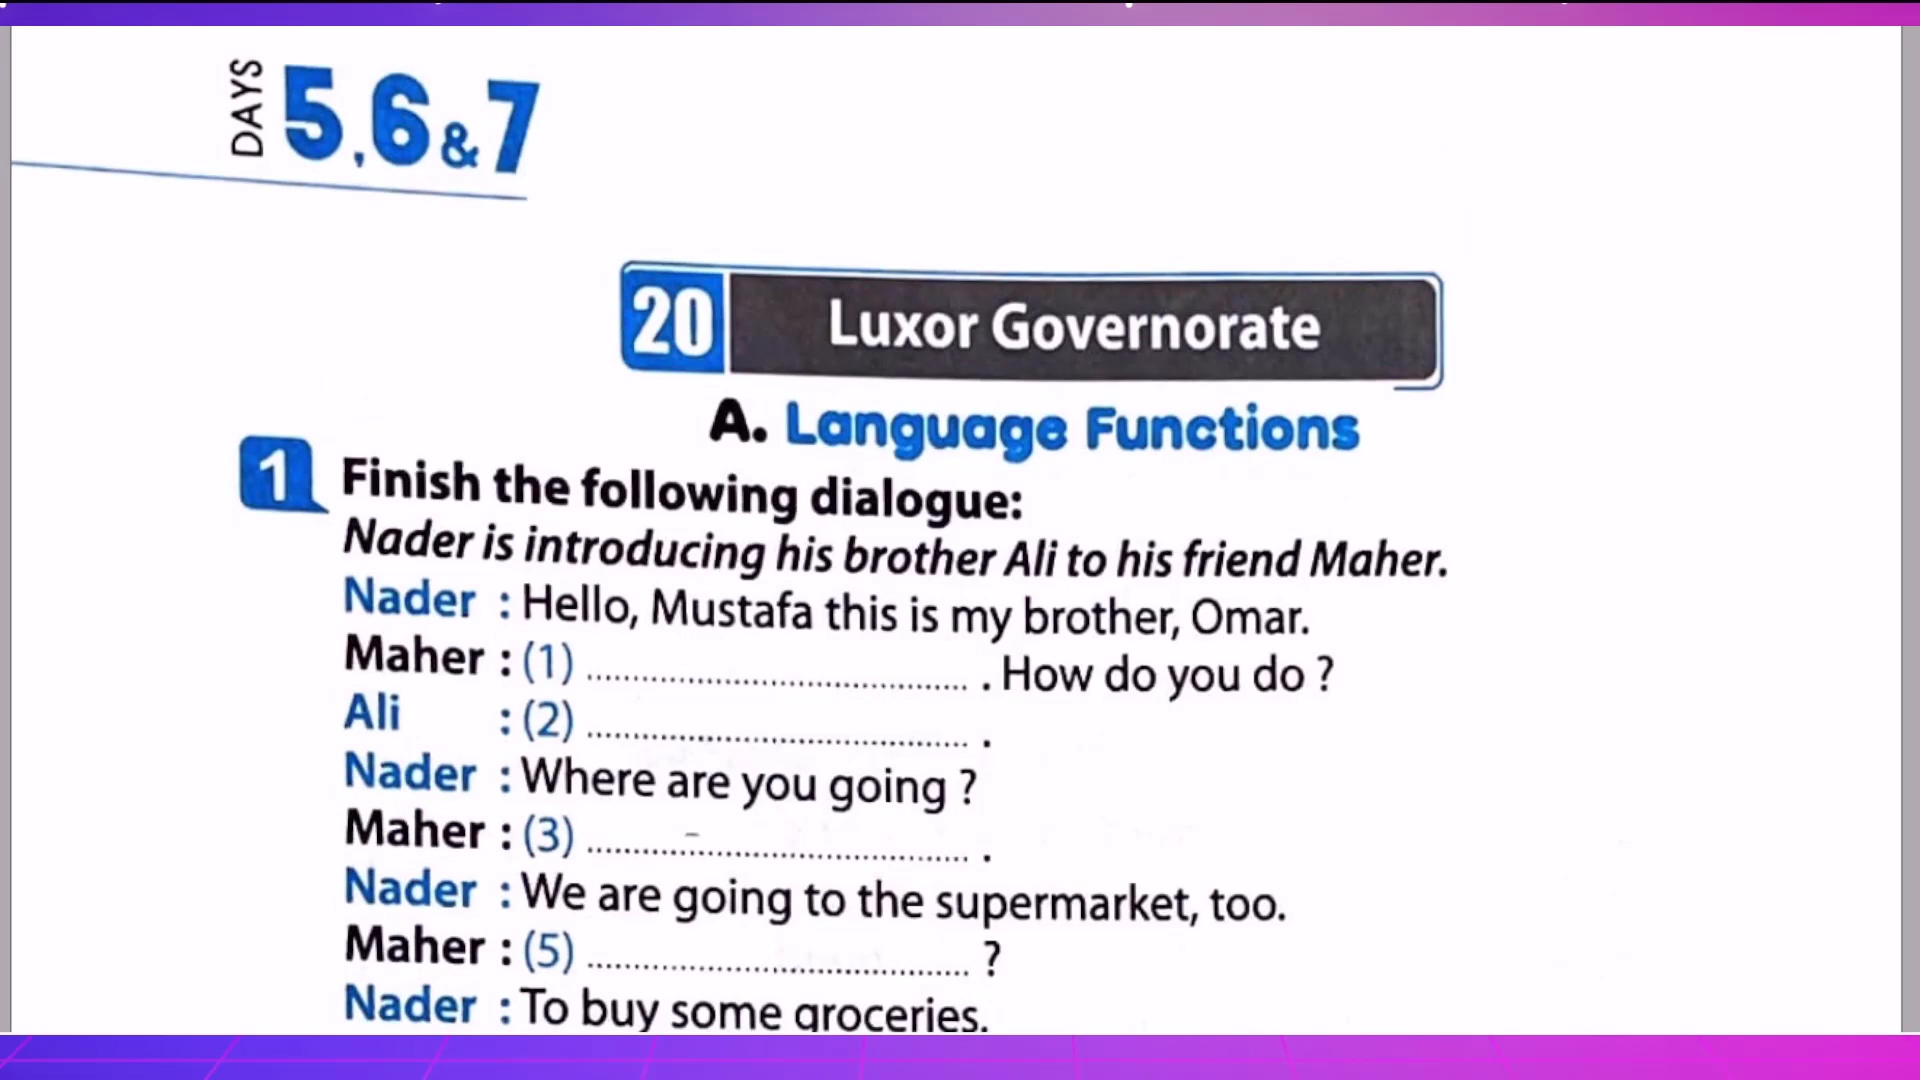 DAYS 5,6&7
20 Luxor Governorate
A. Language Functions
1 Finish the following dialogue:
Nader is introducing his brother Ali to his friend Maher.
Nader : Hello, Mustafa this is my brother, Omar.
Maher : (1) ........................................ . How do you do ?
Ali : (2) ........................................ .
Nader : Where are you going ?
Maher : (3) ........................................ .
Nader : We are going to the supermarket, too.
Maher : (5) ........................................ ?
Nader : To buy some groceries.